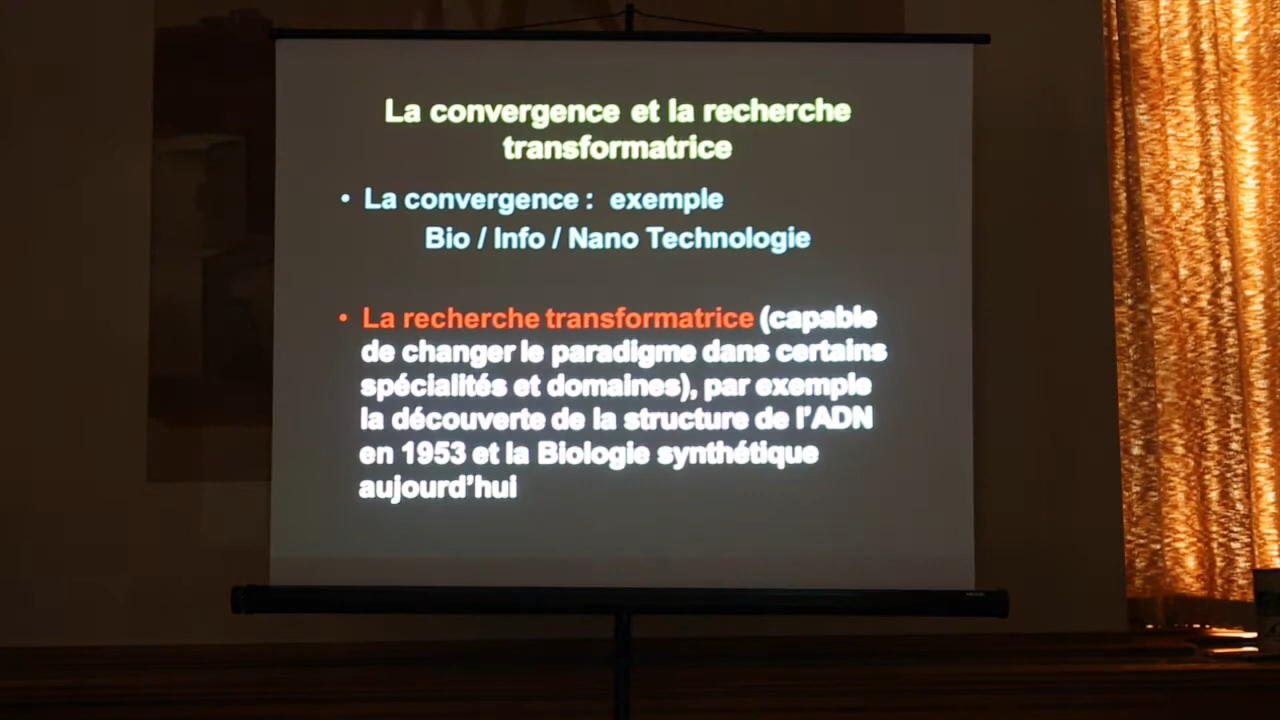 La convergence et la recherche
transformatrice
• La convergence : exemple
Bio / Info / Nano Technologie
• La recherche transformatrice (capable
de changer le paradigme dans certains
spécialités et domaines), par exemple
la découverte de la structure de l'ADN
en 1953 et la Biologie synthétique
aujourd'hui